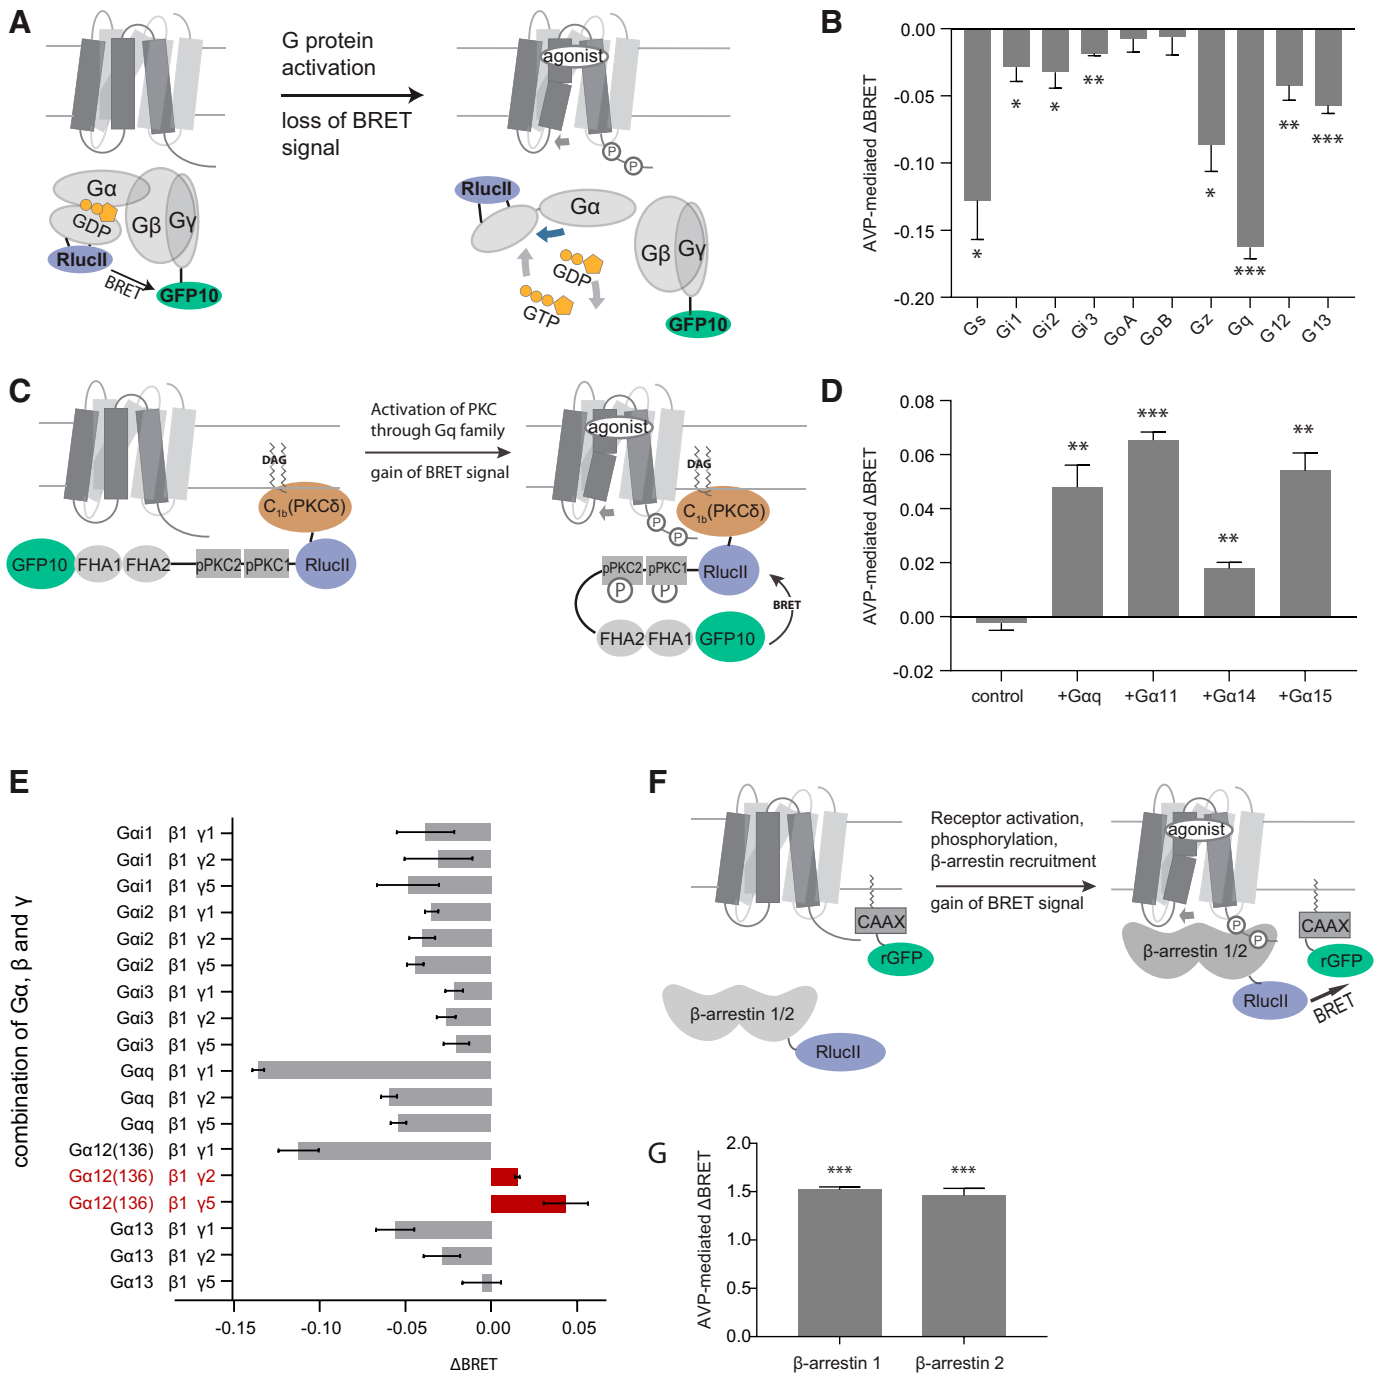 A
G protein
activation
loss of BRET
signal
agonist
P
P
Gα
GDP
Gβ
Gγ
RlucII
BRET
GFP10
RlucII
Gα
Gβ
Gγ
GDP
GTP
GFP10
B
AVP-mediated ΔBRET
0.00
-0.05
-0.10
-0.15
-0.20
*
*
*
**
*
***
**
***
Gs
Gi1
Gi2
Gi3
GoA
GoB
Gz
Gq
G12
G13
C
DAG
C1b(PKCδ)
GFP10
FHA1
FHA2
pPKC2
pPKC1
RlucII
Activation of PKC
through Gq family
gain of BRET signal
agonist
DAG
C1b(PKCδ)
P
P
pPKC2
pPKC1
RlucII
P
P
BRET
FHA2
FHA1
GFP10
D
AVP-mediated ΔBRET
0.08
0.06
0.04
0.02
0.00
-0.02
**
***
**
**
control
+Gαq
+Gα11
+Gα14
+Gα15
E
combination of Gα, β and γ
Gαi1 β1 γ1
Gαi1 β1 γ2
Gαi1 β1 γ5
Gαi2 β1 γ1
Gαi2 β1 γ2
Gαi2 β1 γ5
Gαi3 β1 γ1
Gαi3 β1 γ2
Gαi3 β1 γ5
Gαq β1 γ1
Gαq β1 γ2
Gαq β1 γ5
Gα12(136) β1 γ1
Gα12(136) β1 γ2
Gα12(136) β1 γ5
Gα13 β1 γ1
Gα13 β1 γ2
Gα13 β1 γ5
-0.15
-0.10
-0.05
0.00
0.05
ΔBRET
F
CAAX
rGFP
β-arrestin 1/2
RlucII
Receptor activation,
phosphorylation,
β-arrestin recruitment
gain of BRET signal
agonist
P
P
β-arrestin 1/2
CAAX
rGFP
RlucII
BRET
G
AVP-mediated ΔBRET
2.0
1.5
1.0
0.5
0.0
***
***
β-arrestin 1
β-arrestin 2